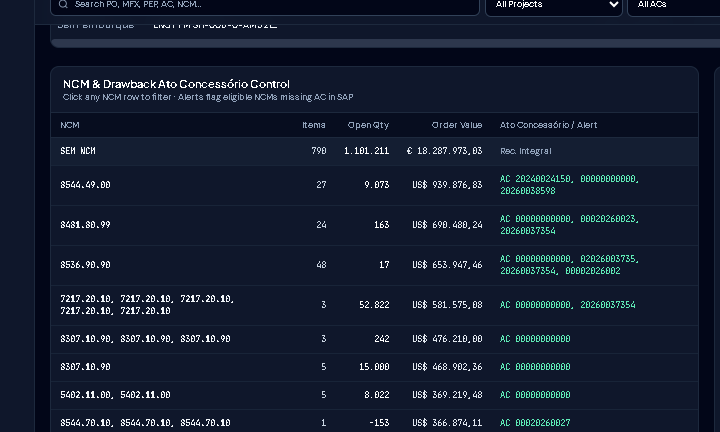 Search PO, MFX, PEP, AC, NCM...
All Projects
All ACs
Sem embarque
NCM & Drawback Ato Concessório Control
Click any NCM row to filter · Alerts flag eligible NCMs missing AC in SAP
NCM Items Open Qty Order Value Ato Concessório / Alert
SEM NCM 790 1.101.211 € 18.287.973,03 Rec. Integral
8544.49.00 27 9.073 US$ 939.876,83 AC 20240024150, 00000000000,
20260038598
8481.80.99 24 163 US$ 690.480,24 AC 00000000000, 00020260023,
20260037354
8536.90.90 48 17 US$ 653.947,46 AC 00000000000, 02026003735,
20260037354, 00002026002
7217.20.10, 7217.20.10, 7217.20.10,
7217.20.10, 7217.20.10 3 52.822 US$ 581.575,08 AC 00000000000, 20260037354
8307.10.90, 8307.10.90, 8307.10.90 3 242 US$ 476.210,00 AC 00000000000
8307.10.90 5 15.000 US$ 468.902,36 AC 00000000000
5402.11.00, 5402.11.00 5 8.022 US$ 369.219,48 AC 00000000000
8544.70.10, 8544.70.10, 8544.70.10 1 -153 US$ 366.874,11 AC 00020260027